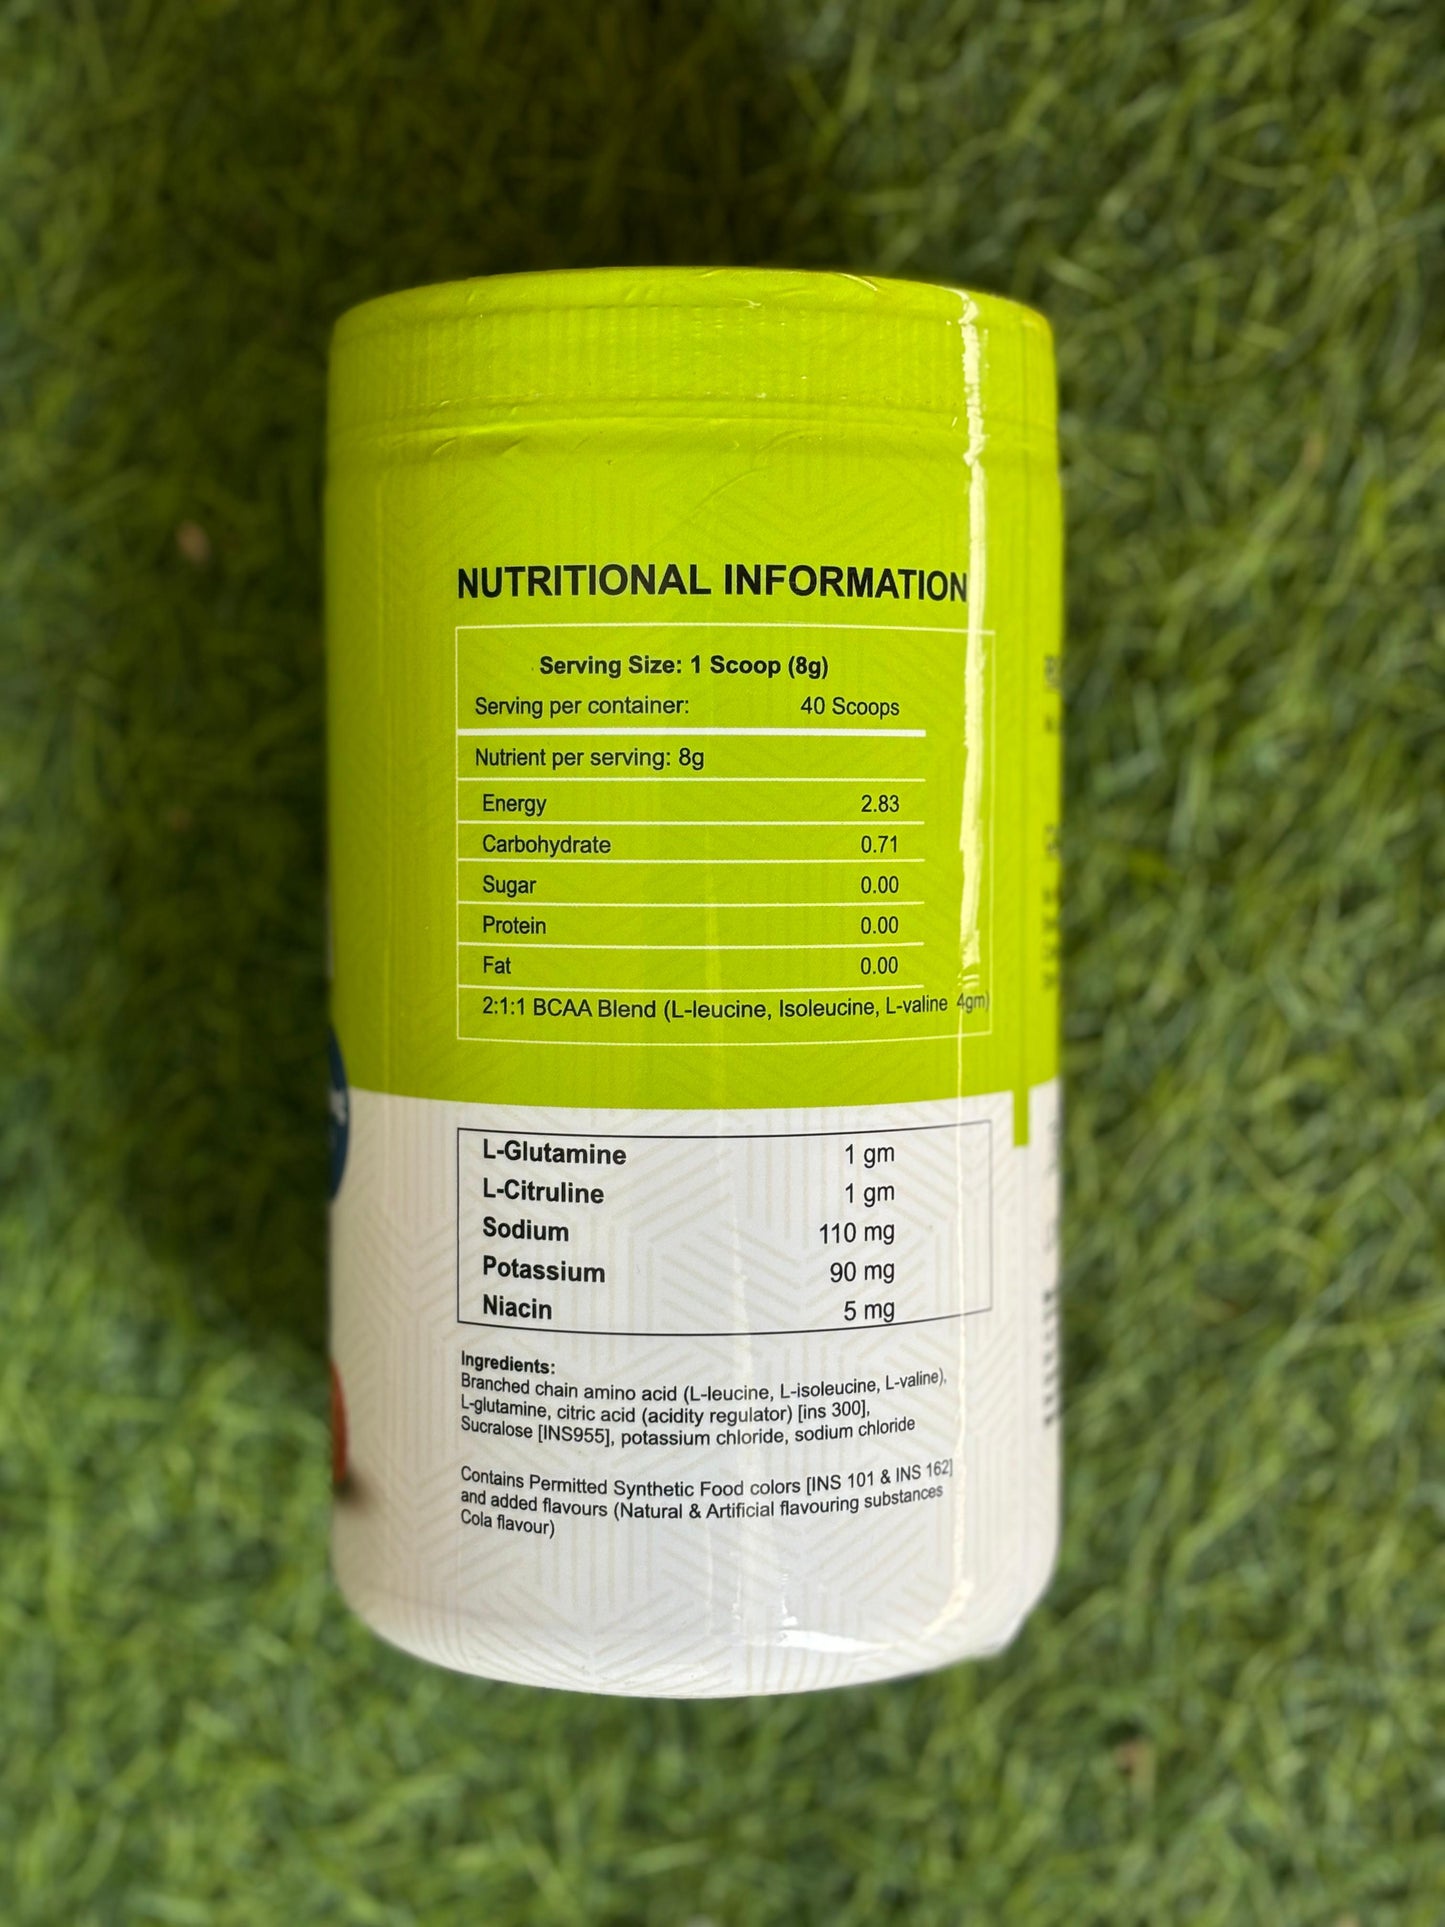 NUTRITIONAL INFORMATION
Serving Size: 1 Scoop (8g)
Serving per container: 40 Scoops
Nutrient per serving: 8g
Energy 2.83
Carbohydrate 0.71
Sugar 0.00
Protein 0.00
Fat 0.00
2:1:1 BCAA Blend (L-leucine, Isoleucine, L-valine 4gm)
L-Glutamine 1 gm
L-Citruline 1 gm
Sodium 110 mg
Potassium 90 mg
Niacin 5 mg
Ingredients:
Branched chain amino acid (L-leucine, L-isoleucine, L-valine),
L-glutamine, citric acid (acidity regulator) [ins 300],
Sucralose [INS955], potassium chloride, sodium chloride
Contains Permitted Synthetic Food colors [INS 101 & INS 162]
and added flavours (Natural & Artificial flavouring substances
Cola flavour)